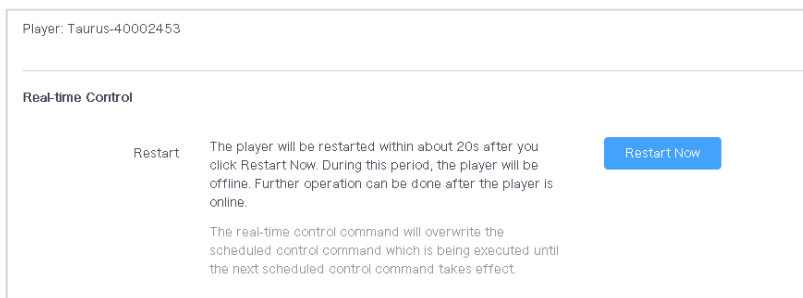 Player: Taurus-40002453
Real-time Control
Restart
The player will be restarted within about 20s after you
click Restart Now. During this period, the player will be
offline. Further operation can be done after the player is
online.
Restart Now
The real-time control command will overwrite the
scheduled control command which is being executed until
the next scheduled control command takes effect.